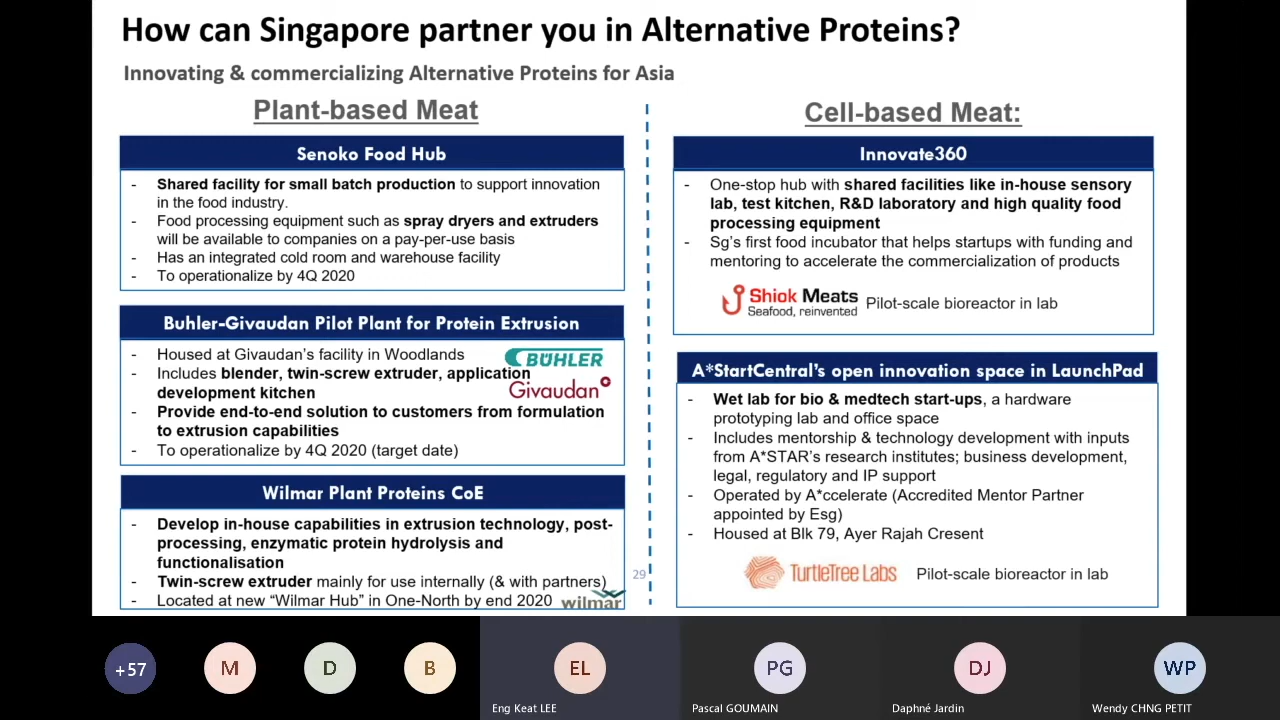 How can Singapore partner you in Alternative Proteins?
Innovating & commercializing Alternative Proteins for Asia
Plant-based Meat
Senoko Food Hub
- Shared facility for small batch production to support innovation
in the food industry.
- Food processing equipment such as spray dryers and extruders
will be available to companies on a pay-per-use basis
- Has an integrated cold room and warehouse facility
- To operationalize by 4Q 2020
Buhler-Givaudan Pilot Plant for Protein Extrusion
- Housed at Givaudan's facility in Woodlands
BÜHLER
- Includes blender, twin-screw extruder, application
development kitchen
Givaudan
- Provide end-to-end solution to customers from formulation
to extrusion capabilities
- To operationalize by 4Q 2020 (target date)
Wilmar Plant Proteins CoE
- Develop in-house capabilities in extrusion technology, post-
processing, enzymatic protein hydrolysis and
functionalisation
- Twin-screw extruder mainly for use internally (& with partners)
- Located at new “Wilmar Hub” in One-North by end 2020
wilmar
29
Cell-based Meat:
Innovate360
- One-stop hub with shared facilities like in-house sensory
lab, test kitchen, R&D laboratory and high quality food
processing equipment
- Sg's first food incubator that helps startups with funding and
mentoring to accelerate the commercialization of products
Shiok Meats
Seafood, reinvented
Pilot-scale bioreactor in lab
A*StartCentral's open innovation space in LaunchPad
- Wet lab for bio & medtech start-ups, a hardware
prototyping lab and office space
- Includes mentorship & technology development with inputs
from A*STAR's research institutes; business development,
legal, regulatory and IP support
- Operated by A*ccelerate (Accredited Mentor Partner
appointed by Esg)
- Housed at Blk 79, Ayer Rajah Cresent
TURTLETREE LABS
Pilot-scale bioreactor in lab
+57
M
D
B
EL
PG
DJ
WP
Eng Keat LEE
Pascal GOUMAIN
Daphné Jardin
Wendy CHNG PETIT